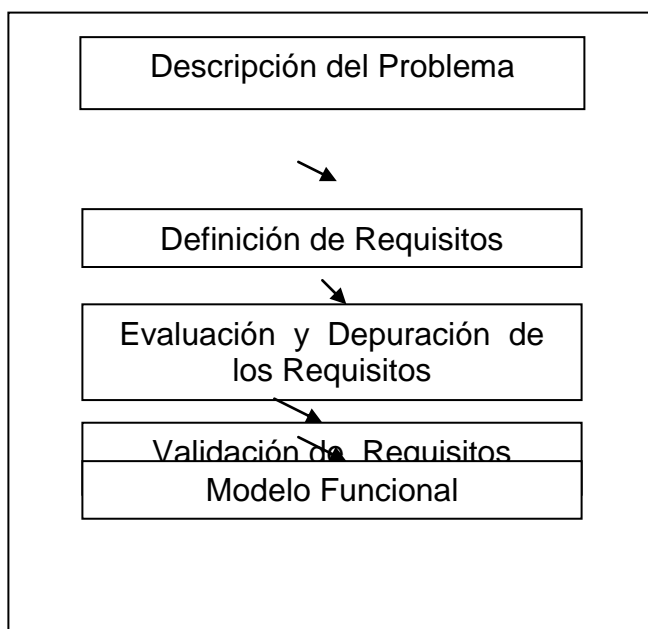 Descripción del Problema
Definición de Requisitos
Evaluación y Depuración de
los Requisitos
Validación de Requisitos
Modelo Funcional